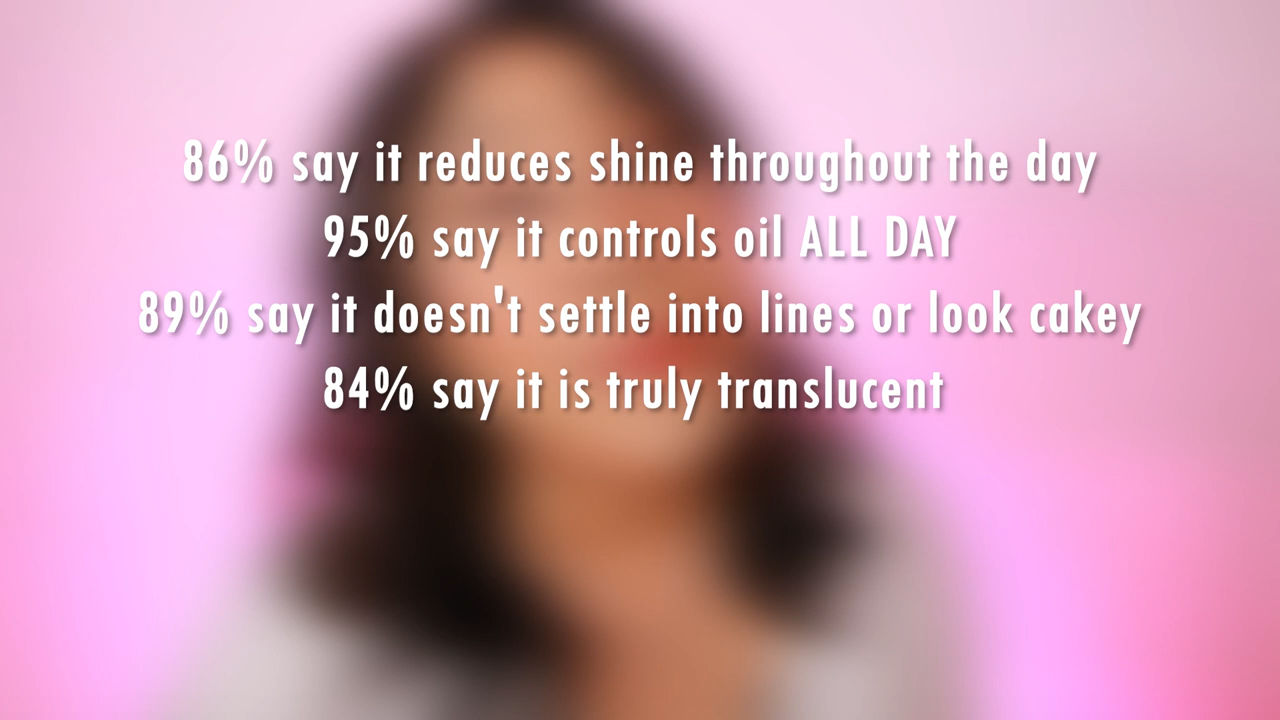 86% say it reduces shine throughout the day
95% say it controls oil ALL DAY
89% say it doesn't settle into lines or look cakey
84% say it is truly translucent